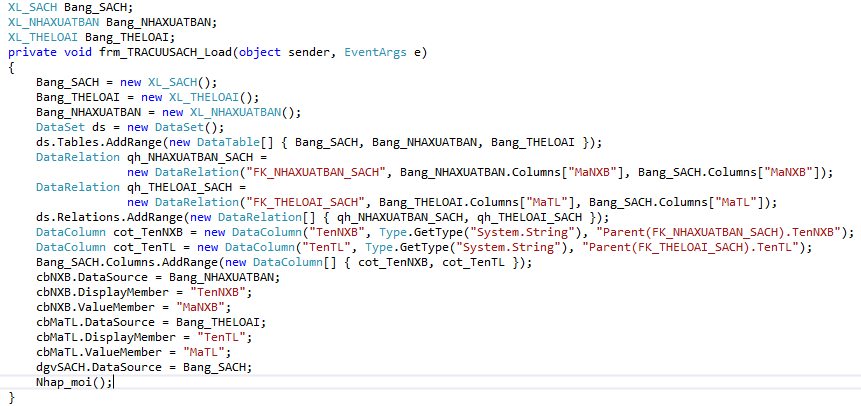 XL_SACH Bang_SACH;
XL_NHAXUATBAN Bang_NHAXUATBAN;
XL_THELOAI Bang_THELOAI;
private void frm_TRACUUSACH_Load(object sender, EventArgs e)
{
    Bang_SACH = new XL_SACH();
    Bang_THELOAI = new XL_THELOAI();
    Bang_NHAXUATBAN = new XL_NHAXUATBAN();
    DataSet ds = new DataSet();
    ds.Tables.AddRange(new DataTable[] { Bang_SACH, Bang_NHAXUATBAN, Bang_THELOAI });
    DataRelation qh_NHAXUATBAN_SACH =
                new DataRelation("FK_NHAXUATBAN_SACH", Bang_NHAXUATBAN.Columns["MaNXB"], Bang_SACH.Columns["MaNXB"]);
    DataRelation qh_THELOAI_SACH =
                new DataRelation("FK_THELOAI_SACH", Bang_THELOAI.Columns["MaTL"], Bang_SACH.Columns["MaTL"]);
    ds.Relations.AddRange(new DataRelation[] { qh_NHAXUATBAN_SACH, qh_THELOAI_SACH });
    DataColumn cot_TenNXB = new DataColumn("TenNXB", Type.GetType("System.String"), "Parent(FK_NHAXUATBAN_SACH).TenNXB");
    DataColumn cot_TenTL = new DataColumn("TenTL", Type.GetType("System.String"), "Parent(FK_THELOAI_SACH).TenTL");
    Bang_SACH.Columns.AddRange(new DataColumn[] { cot_TenNXB, cot_TenTL });
    cbNXB.DataSource = Bang_NHAXUATBAN;
    cbNXB.DisplayMember = "TenNXB";
    cbNXB.ValueMember = "MaNXB";
    cbMaTL.DataSource = Bang_THELOAI;
    cbMaTL.DisplayMember = "TenTL";
    cbMaTL.ValueMember = "MaTL";
    dgvSACH.DataSource = Bang_SACH;
    Nhap_moi();
}